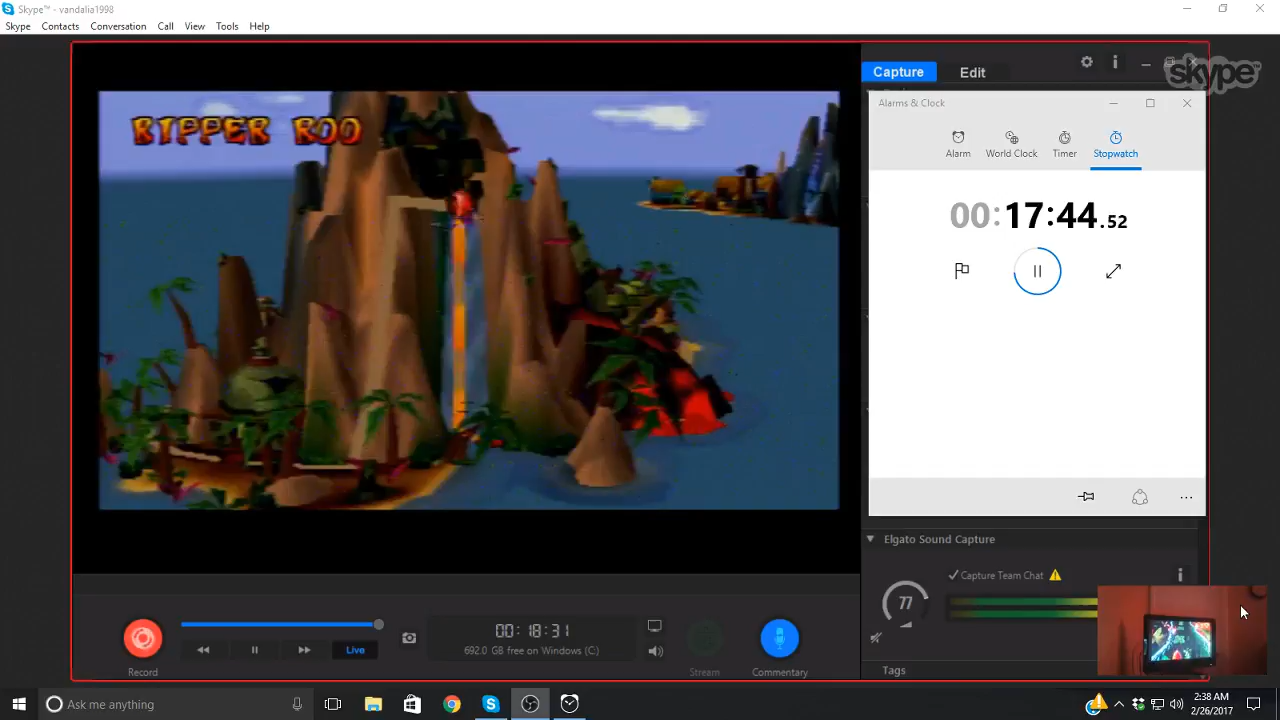 Skype™ - vandalia1998
Skype Contacts Conversation Call View Tools Help
Capture Edit
skype
Alarms & Clock
Alarm World Clock Timer Stopwatch
RIPPER ROO
00:17:44.52
Elgato Sound Capture
Capture Team Chat
77
00:18:31
692.0 GB free on Windows (C:)
Live
Record Stream Commentary
Tags
Ask me anything
2:38 AM
2/26/2017